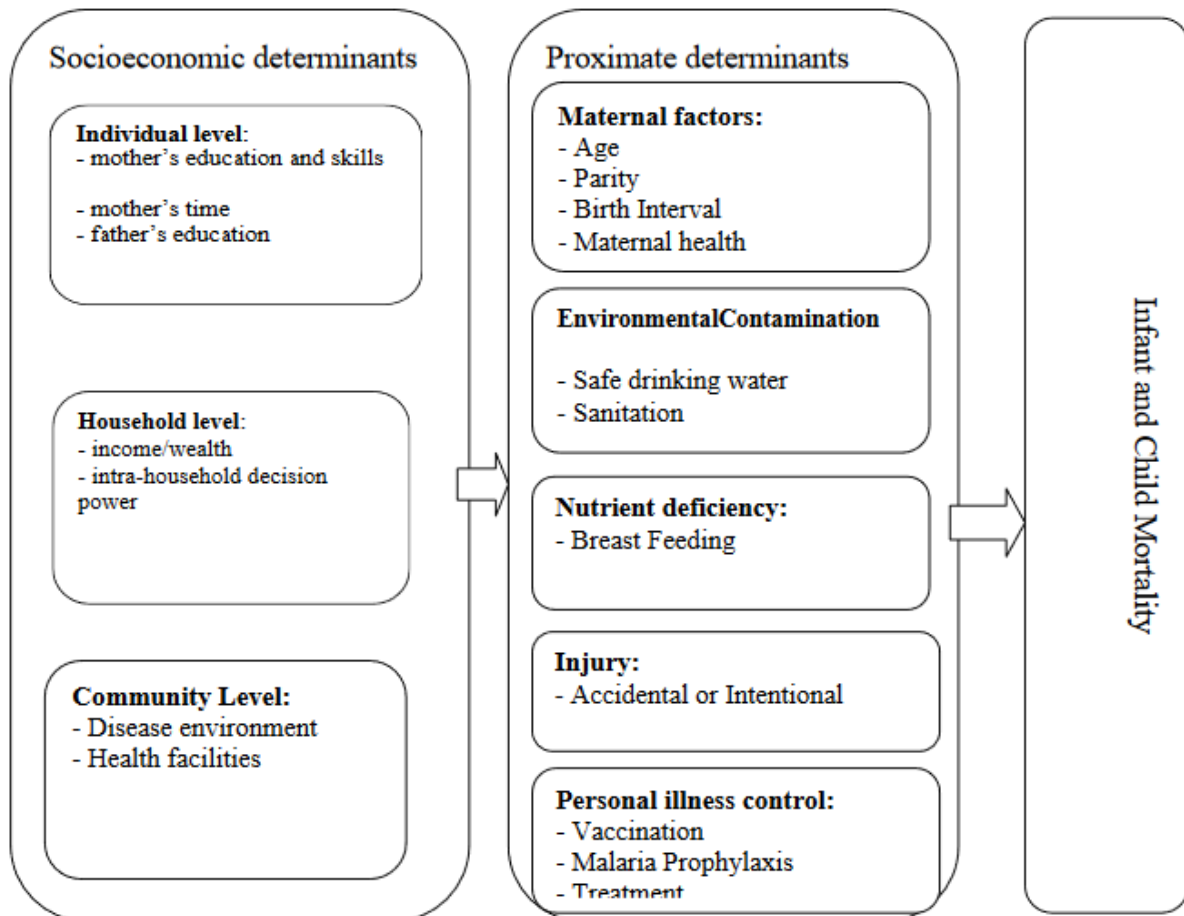 Socioeconomic determinants
Individual level:
- mother's education and skills
- mother's time
- father's education
Household level:
- income/wealth
- intra-household decision
power
Community Level:
- Disease environment
- Health facilities
Proximate determinants
Maternal factors:
- Age
- Parity
- Birth Interval
- Maternal health
EnvironmentalContamination
- Safe drinking water
- Sanitation
Nutrient deficiency:
- Breast Feeding
Injury:
- Accidental or Intentional
Personal illness control:
- Vaccination
- Malaria Prophylaxis
- Treatment
Infant and Child Mortality